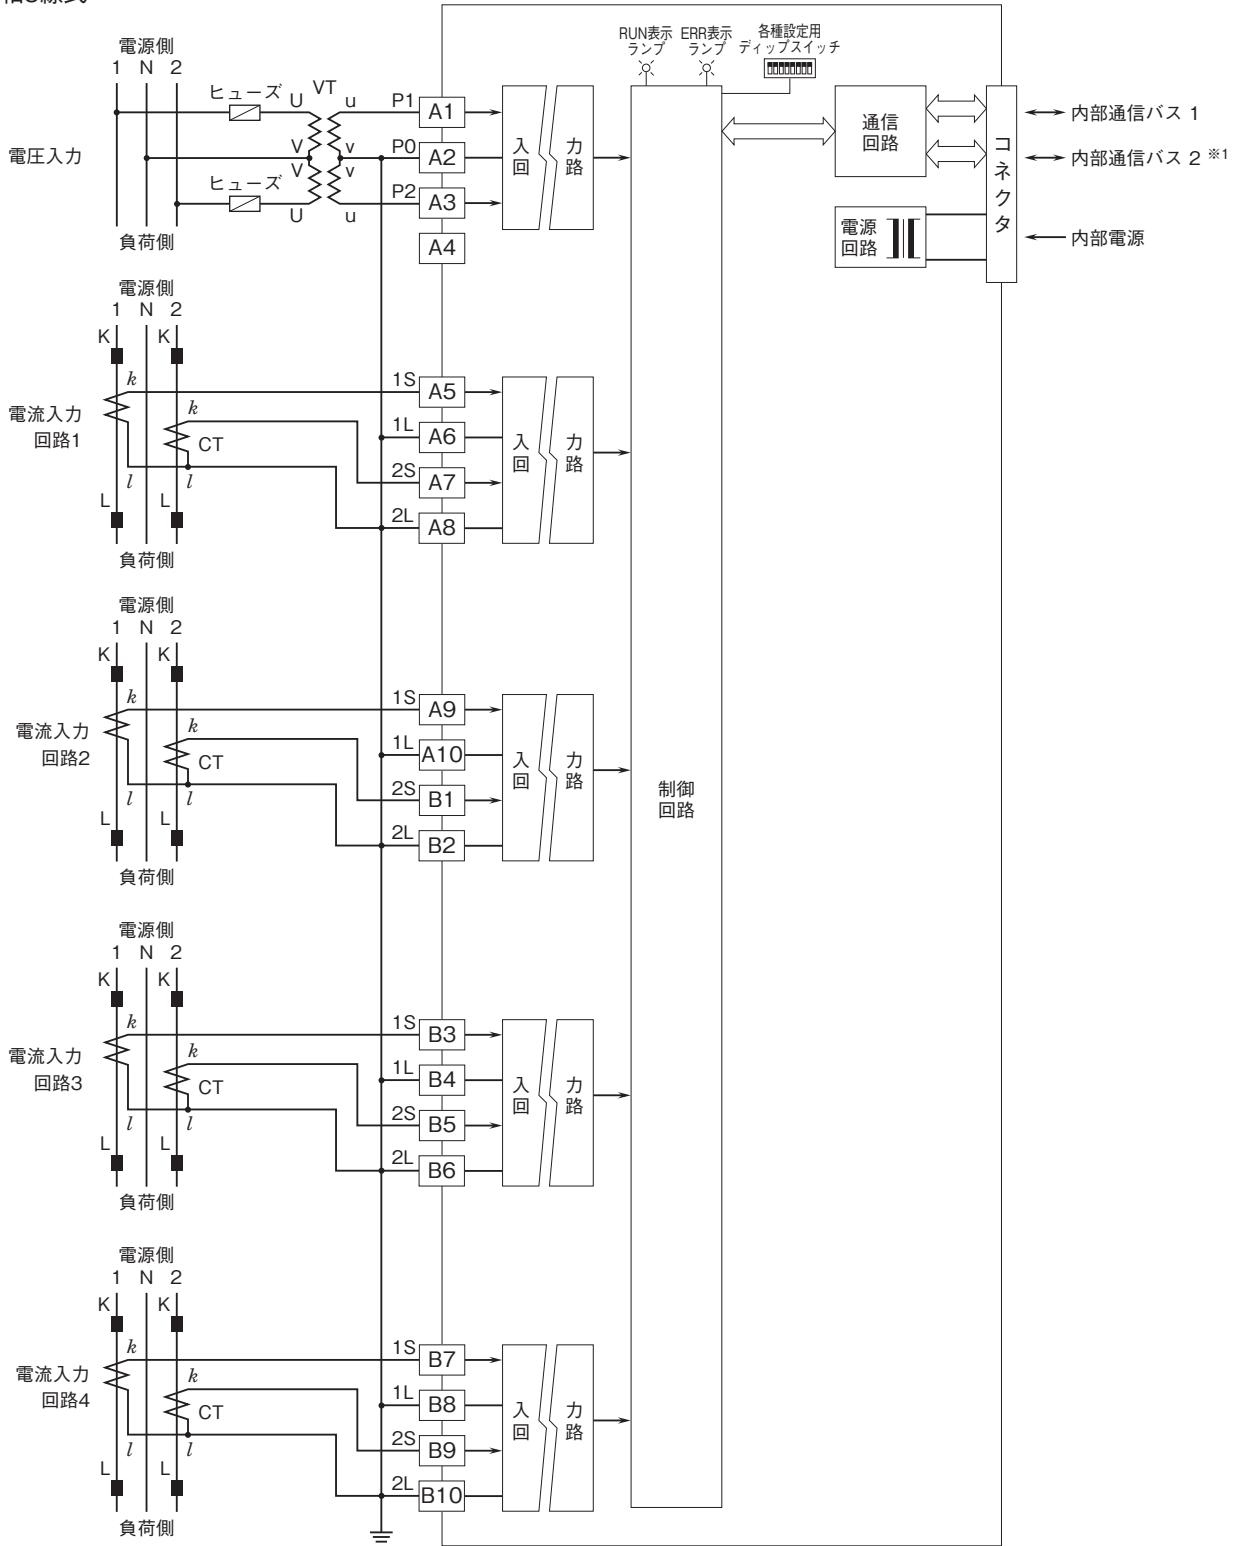 RUN表示
ランプ
ERR表示
ランプ
各種設定用
ディップスイッチ
電源側
1 N 2
ヒューズ
U
VT
u
P1
A1
V
v
P0
A2
V
v
ヒューズ
U
u
P2
A3
A4
電圧入力
負荷側
入
回
力
路
通信
回路
電源
回路
コネクタ
内部通信バス 1
内部通信バス 2 ※1
内部電源
制御
回路
電源側
1 N 2
K
K
k
k
電流入力
回路1
CT
l
l
L
L
負荷側
1S
A5
1L
A6
2S
A7
2L
A8
入
回
力
路
電源側
1 N 2
K
K
k
k
電流入力
回路2
CT
l
l
L
L
負荷側
1S
A9
1L
A10
2S
B1
2L
B2
入
回
力
路
電源側
1 N 2
K
K
k
k
電流入力
回路3
CT
l
l
L
L
負荷側
1S
B3
1L
B4
2S
B5
2L
B6
入
回
力
路
電源側
1 N 2
K
K
k
k
電流入力
回路4
CT
l
l
L
L
負荷側
1S
B7
1L
B8
2S
B9
2L
B10
入
回
力
路